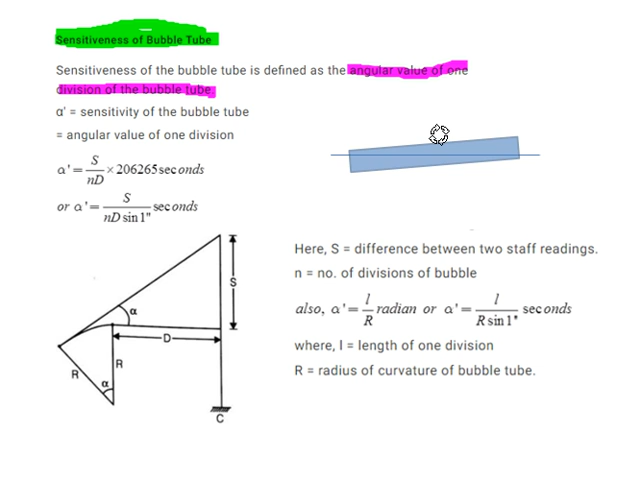 Sensitiveness of Bubble Tube
Sensitiveness of the bubble tube is defined as the angular value of one
division of the bubble tube.
α' = sensitivity of the bubble tube
= angular value of one division
α' = S/nD × 206265 seconds
or α' = S/nD sin 1" seconds
S
α
D
R
R
α
C
Here, S = difference between two staff readings.
n = no. of divisions of bubble
also, α' = l/R radian or α' = l/R sin 1" seconds
where, l = length of one division
R = radius of curvature of bubble tube.